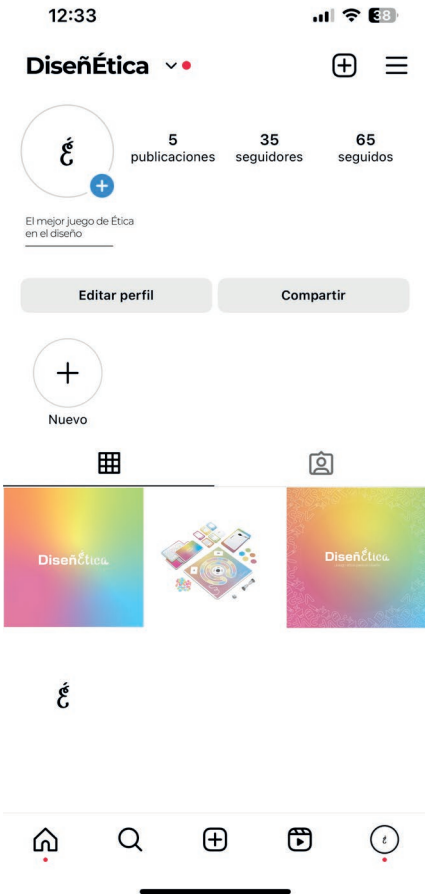 12:33
38
DiseñÉtica
5
publicaciones
35
seguidores
65
seguidos
El mejor juego de Ética
en el diseño
Editar perfil
Compartir
Nuevo
DiseñÉtica
DiseñÉtica